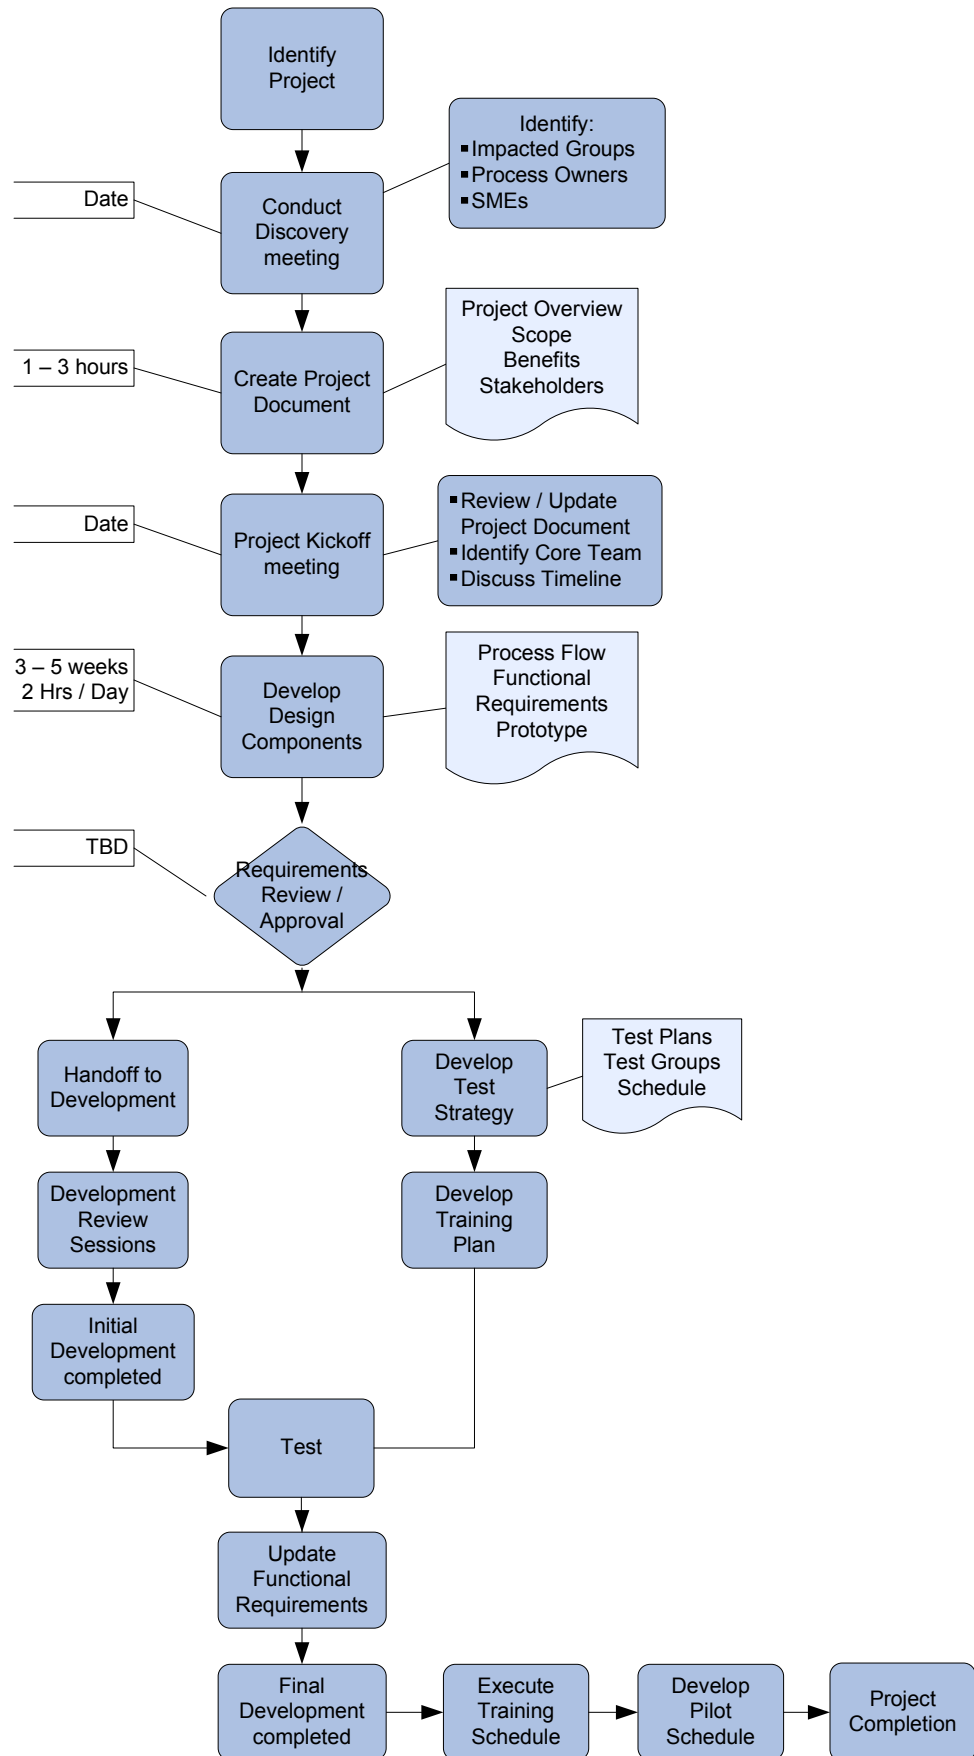 Identify
Project
Identify:
▪Impacted Groups
▪Process Owners
▪SMEs
Date
Conduct
Discovery
meeting
Project Overview
Scope
Benefits
Stakeholders
1 – 3 hours
Create Project
Document
Date
Project Kickoff
meeting
▪Review / Update
Project Document
▪Identify Core Team
▪Discuss Timeline
3 – 5 weeks
2 Hrs / Day
Develop
Design
Components
Process Flow
Functional
Requirements
Prototype
TBD
Requirements
Review /
Approval
Handoff to
Development
Develop
Test
Strategy
Test Plans
Test Groups
Schedule
Development
Review
Sessions
Develop
Training
Plan
Initial
Development
completed
Test
Update
Functional
Requirements
Final
Development
completed
Execute
Training
Schedule
Develop
Pilot
Schedule
Project
Completion